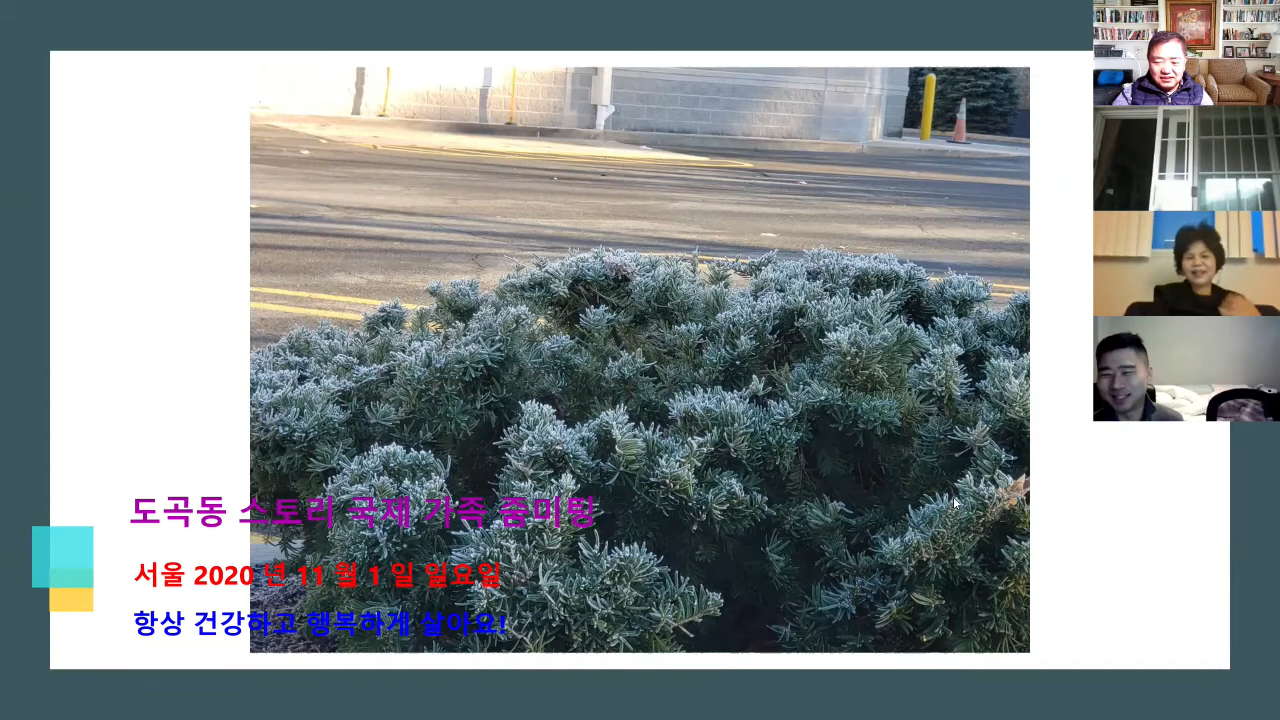 도곡동 스토리 국제 가족 줌미팅
서울 2020 년 11 월 1 일 일요일
항상 건강하고 행복하게 살아요!